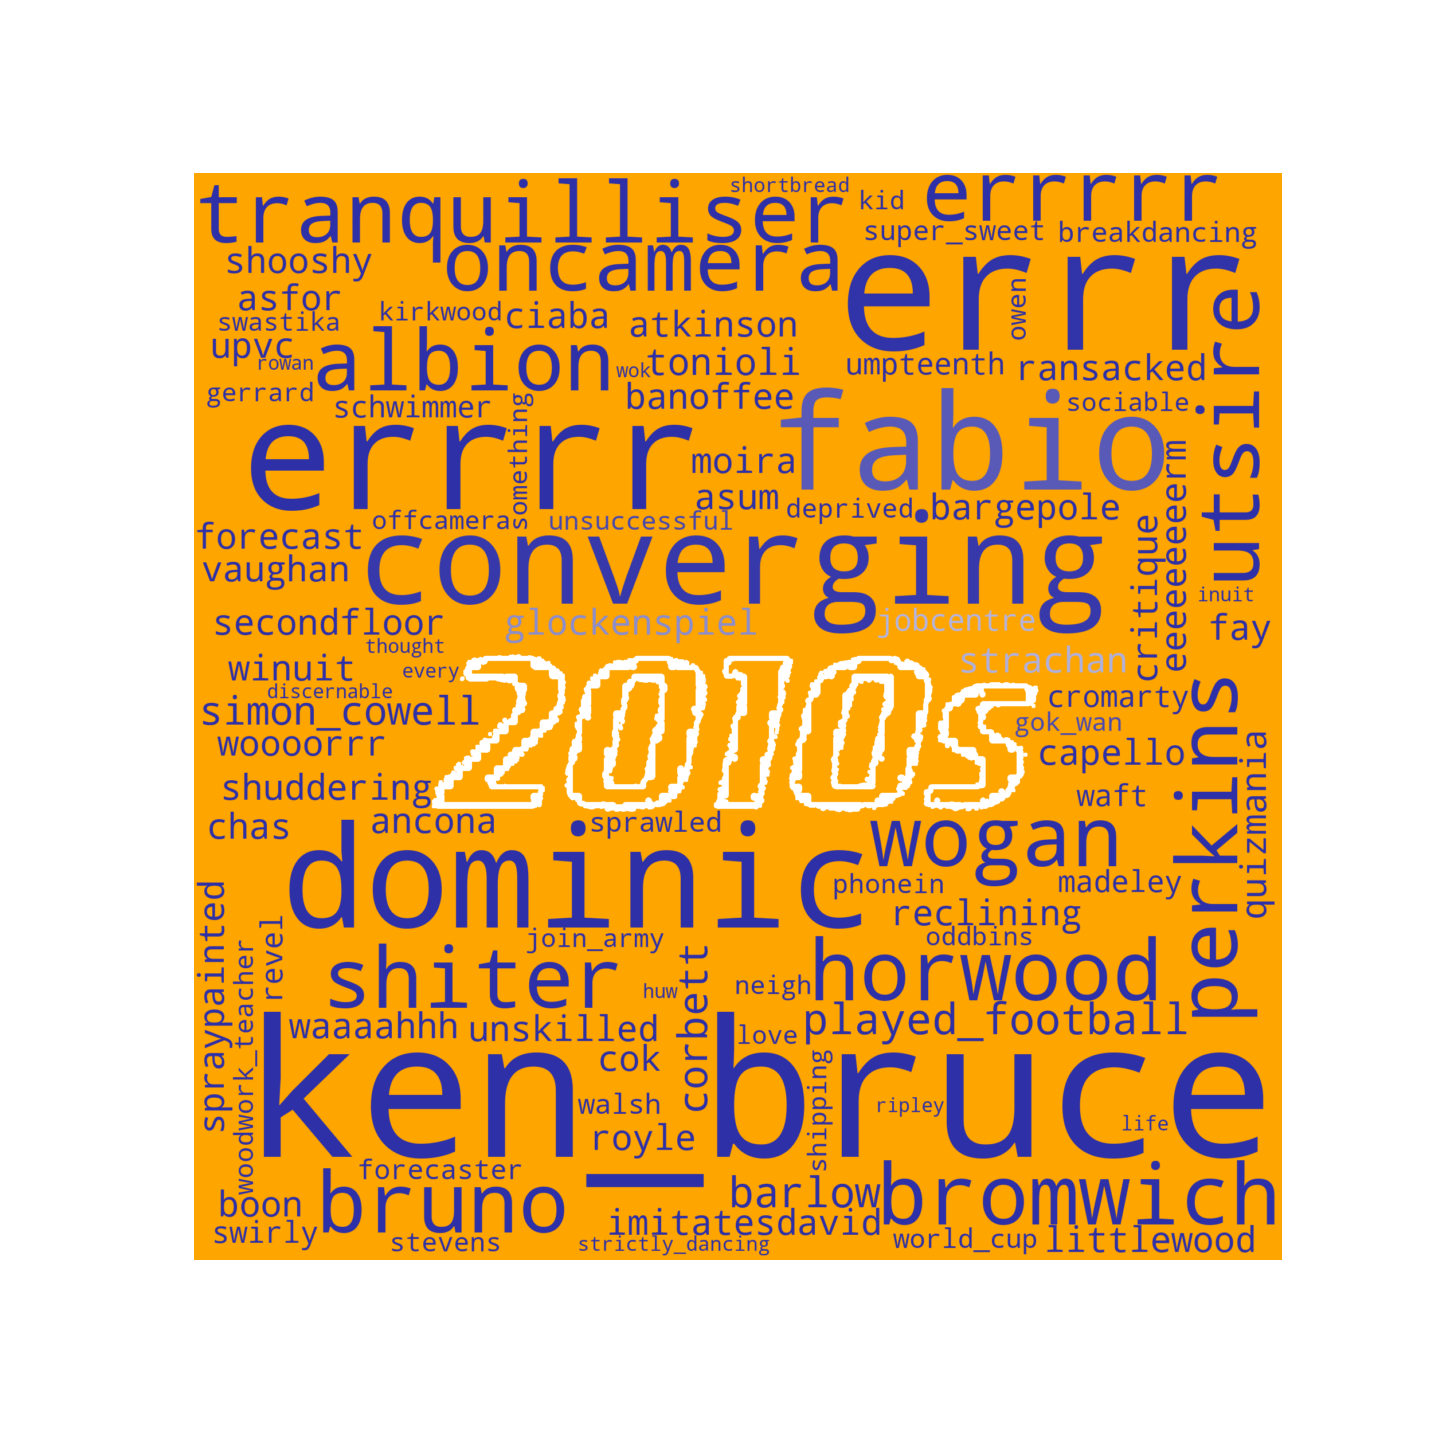 tranquilliser
shortbread
kid
errrrr
super_sweet
breakdancing
shooshy
oncamera
errr
asfor
owen
utsire
swastika
kirkwood
ciaba
atkinson
upvc
rowan
albion
wok
tonioli
umpteenth
ransacked
gerrard
schwimmer
banoffee
fabio
sociable
errrr
something
moira
asum
deprived
bargepole
eeeeeeeerm
forecast
offcamera
unsuccessful
converging
critique
vaughan
inuit
secondfloor
glockenspiel
jobcentre
fay
thought
winuit
every
strachan
discernable
2010s
cromarty
simon_cowell
gok_wan
perkins
woooorrr
capello
quizmania
shuddering
waft
chas
ancona
sprawled
dominic
wogan
phonein
madeley
spraypainted
reclining
revel
join_army
oddbins
woodwork_teacher
shiter
corbett
huw
neigh
horwood
waaaahhh
unskilled
love
played_football
ken_bruce
cok
walsh
shipping
ripley
royle
life
forecaster
boon
bruno
barlow
bromwich
swirly
stevens
imitatesdavid
strictly_dancing
world_cup
littlewood